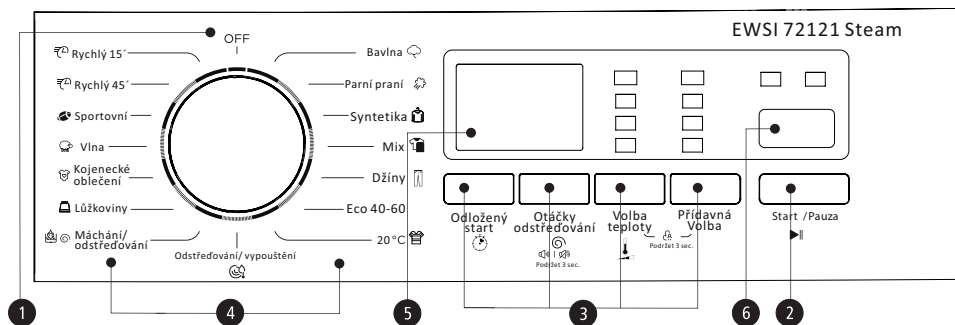 EWSI 72121 Steam
OFF
Rychlý 15´
Rychlý 45´
Sportovní
Vlna
Kojenecké
oblečení
Lůžkoviny
Máchání/
odstřeďování
Bavlna
Parní praní
Syntetika
Mix
Džíny
Eco 40-60
20°C
Odstřeďování/ vypouštění
Odložený
start
Otáčky
odstřeďování
Podržet 3 sec.
Volba
teploty
Přídavná
Volba
Podržet 3 sec.
Start /Pauza
1
4
5
3
6
2